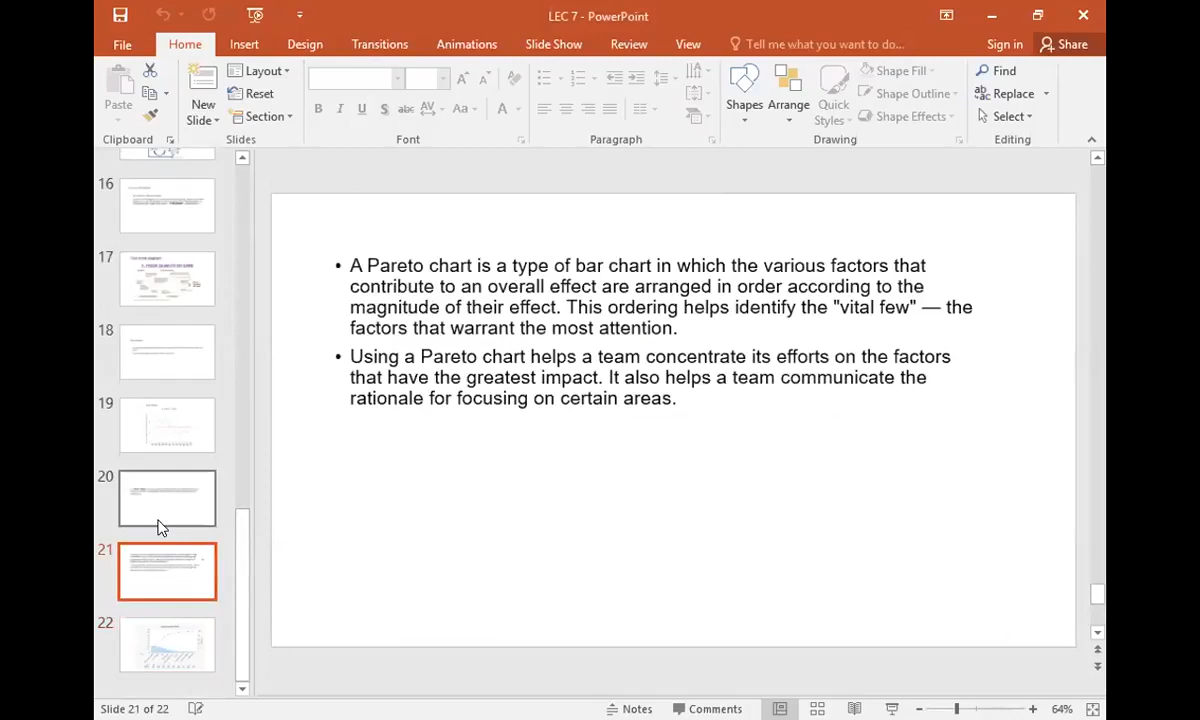 LEC 7 - PowerPoint
File Home Insert Design Transitions Animations Slide Show Review View Tell me what you want to do... Sign in Share
Paste
Clipboard
New Slide
Layout
Reset
Section
Slides
B I U S abc AV Aa A
Font
Paragraph
Shapes Arrange Quick Styles
Shape Fill
Shape Outline
Shape Effects
Drawing
Find
Replace
Select
Editing
16
17
18
19
20
21
22
• A Pareto chart is a type of bar chart in which the various factors that
contribute to an overall effect are arranged in order according to the
magnitude of their effect. This ordering helps identify the "vital few" — the
factors that warrant the most attention.
• Using a Pareto chart helps a team concentrate its efforts on the factors
that have the greatest impact. It also helps a team communicate the
rationale for focusing on certain areas.
Slide 21 of 22 Notes Comments 64%